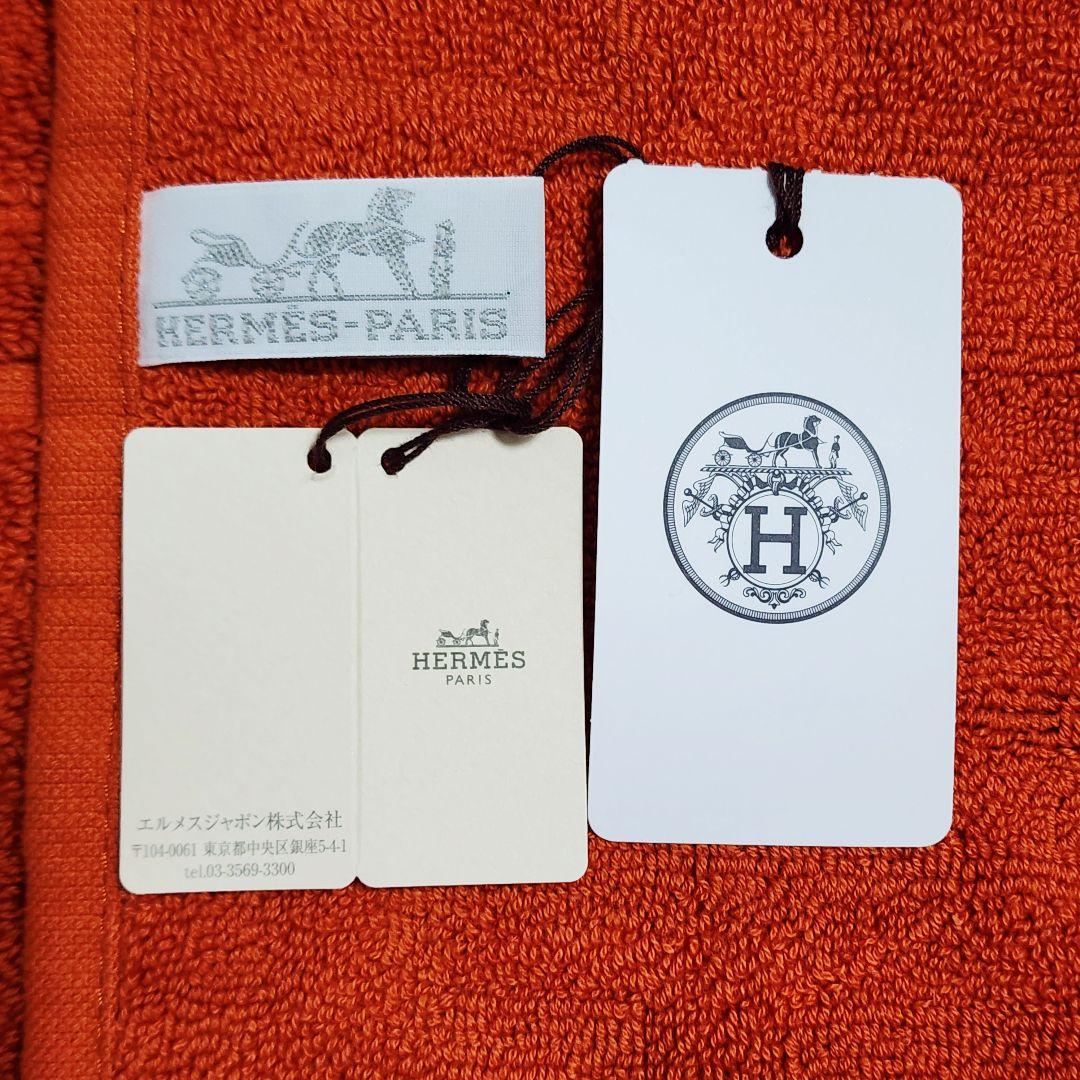 HERMÈS-PARIS
H
HERMÈS
PARIS
エルメスジャポン株式会社
〒104-0061 東京都中央区銀座5-4-1
tel.03-3569-3300